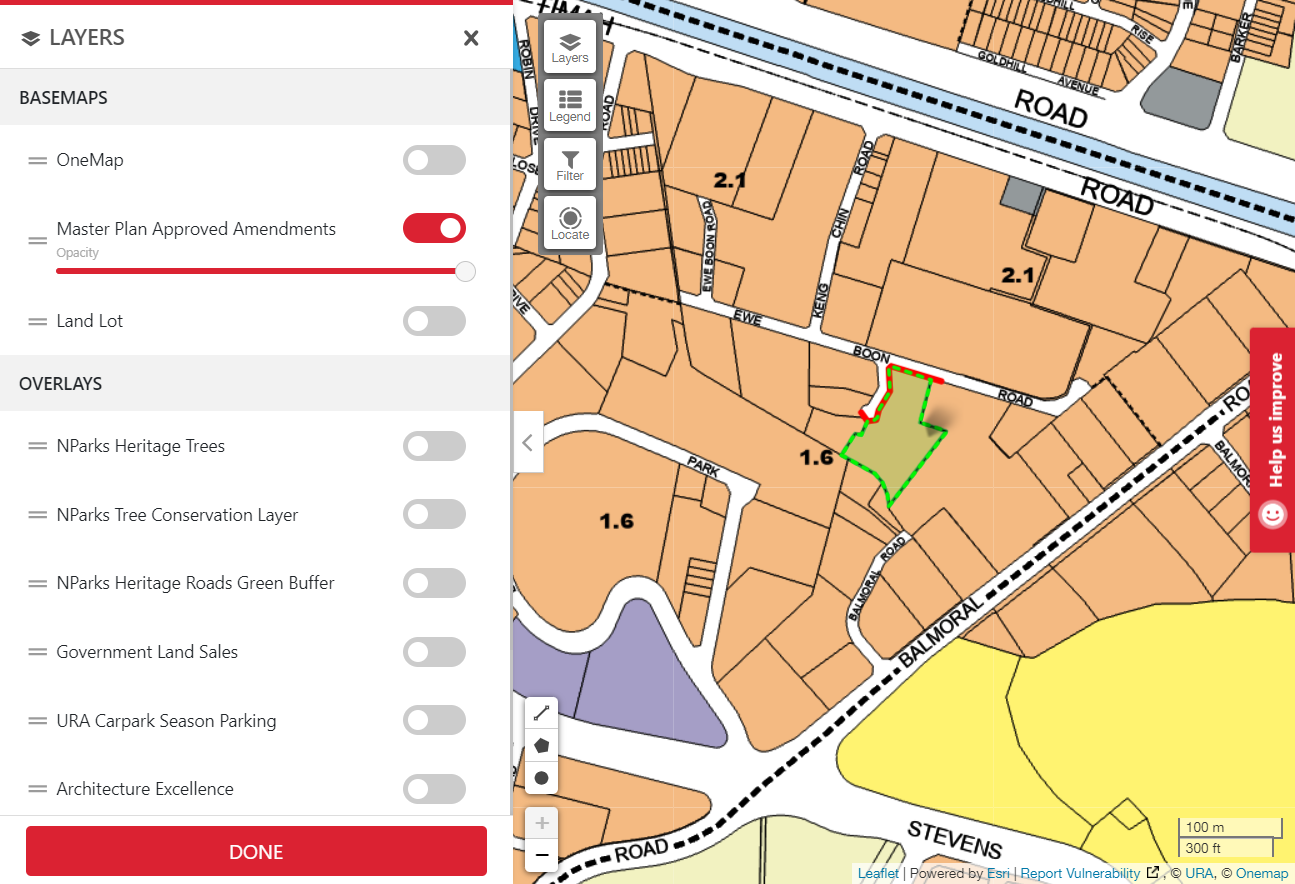 LAYERS
BASEMAPS
OneMap
Master Plan Approved Amendments
Opacity
Land Lot
OVERLAYS
NParks Heritage Trees
NParks Tree Conservation Layer
NParks Heritage Roads Green Buffer
Government Land Sales
URA Carpark Season Parking
Architecture Excellence
DONE
Layers
Legend
Filter
Locate
GOLDHILL
RISE
AVENUE
BARKER
ROAD
ROAD
ROBIN
DRIVE
ROAD
2.1
ROAD
CHIN
KENG
EWE BOON ROAD
2.1
EWE
BOON
ROAD
PARK
1.6
1.6
BALMORAL
ROAD
BALMORAL
ROAD
STEVENS
Help us improve
100 m
300 ft
Leaflet | Powered by Esri | Report Vulnerability , © URA, © Onemap